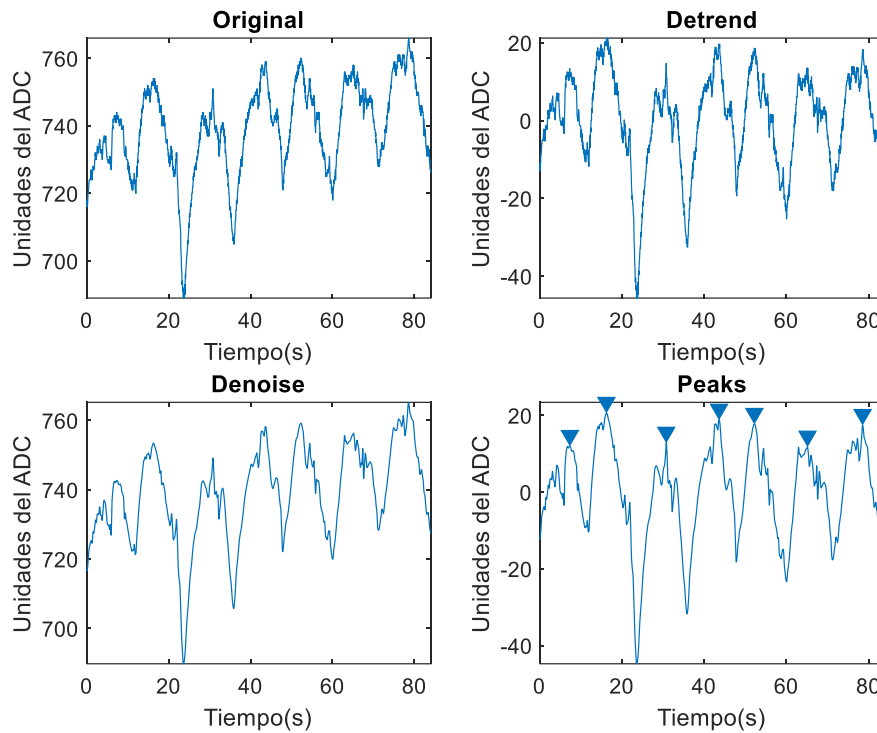 Original
760
740
720
700
Unidades del ADC
0 20 40 60 80
Tiempo(s)
Detrend
20
0
-20
-40
Unidades del ADC
0 20 40 60 80
Tiempo(s)
Denoise
760
740
720
700
Unidades del ADC
0 20 40 60 80
Tiempo(s)
Peaks
20
0
-20
-40
Unidades del ADC
0 20 40 60 80
Tiempo(s)